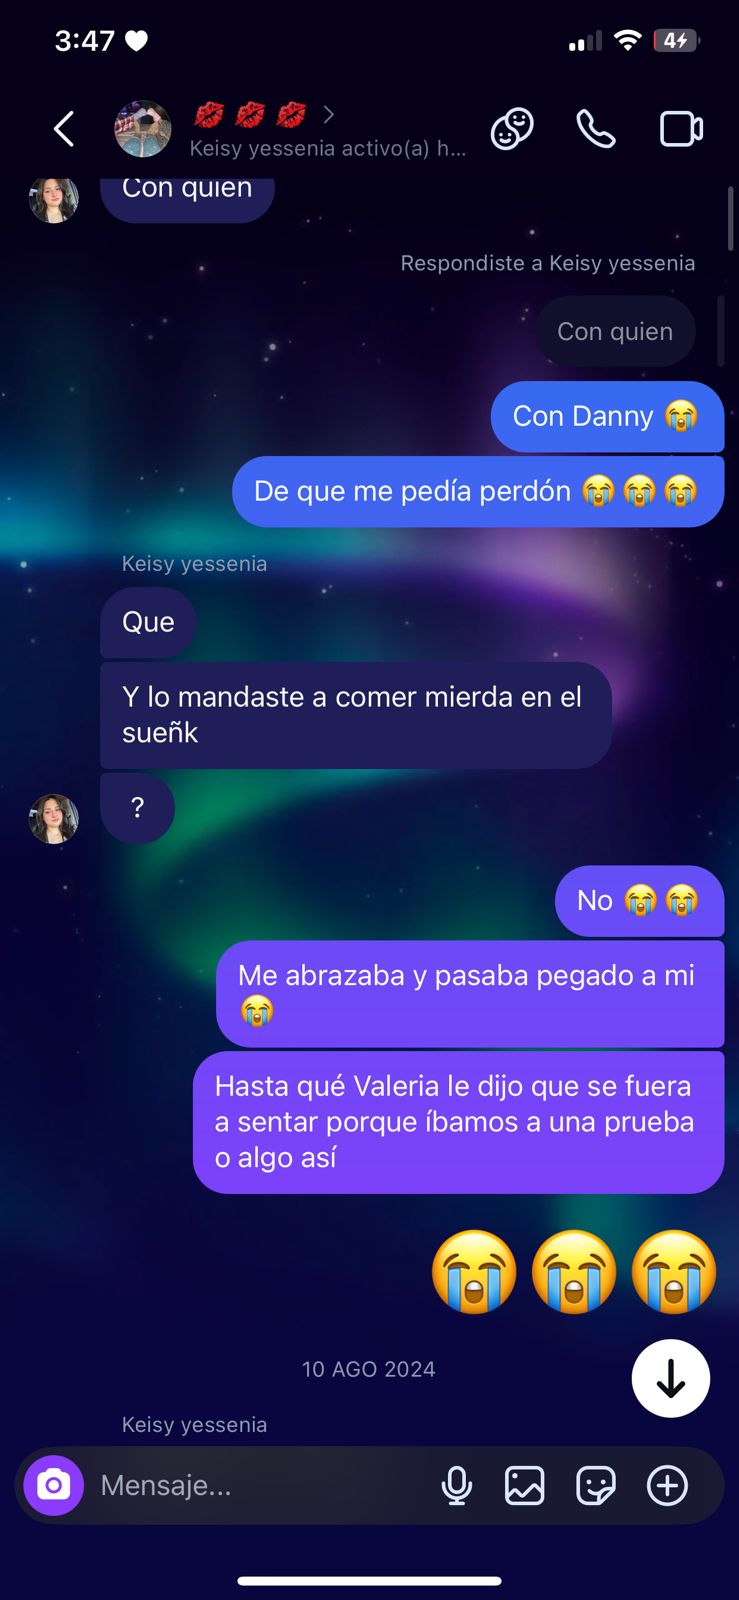 3:47
4
💋 💋 💋
Keisy yessenia activo(a) h...
Con quien
Respondiste a Keisy yessenia
Con quien
Con Danny 😭
De que me pedía perdón 😭😭😭
Keisy yessenia
Que
Y lo mandaste a comer mierda en el
sueñk
?
No 😭😭
Me abrazaba y pasaba pegado a mi
😭
Hasta qué Valeria le dijo que se fuera
a sentar porque íbamos a una prueba
o algo así
😭😭😭
10 AGO 2024
Keisy yessenia
Mensaje...